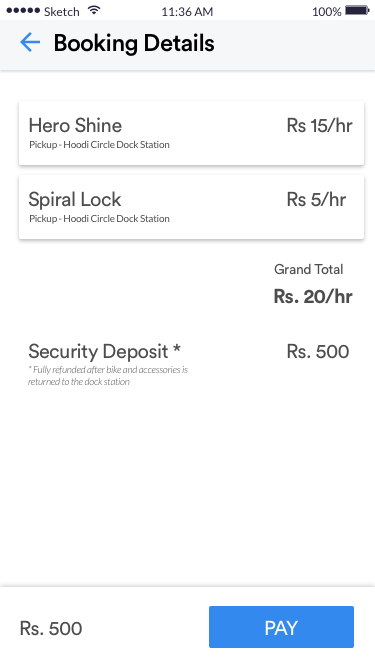 Sketch 11:36 AM 100%
Booking Details
Hero Shine Rs 15/hr
Pickup - Hoodi Circle Dock Station
Spiral Lock Rs 5/hr
Pickup - Hoodi Circle Dock Station
Grand Total
Rs. 20/hr
Security Deposit * Rs. 500
* Fully refunded after bike and accessories is
returned to the dock station
Rs. 500 PAY